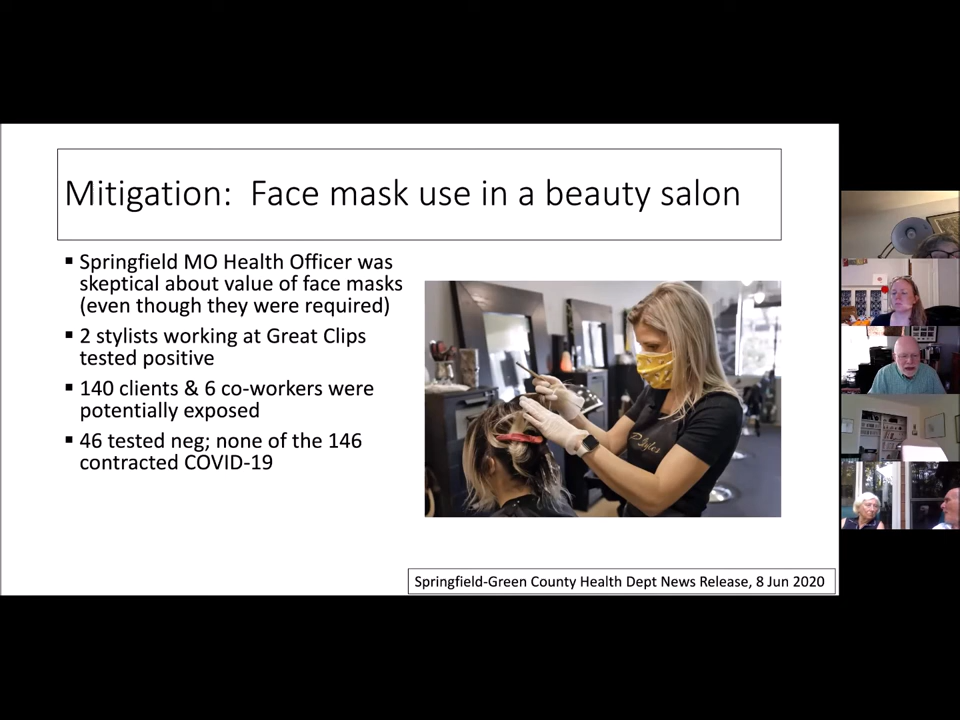 Mitigation:  Face mask use in a beauty salon
▪ Springfield MO Health Officer was
skeptical about value of face masks
(even though they were required)
▪ 2 stylists working at Great Clips
tested positive
▪ 140 clients & 6 co-workers were
potentially exposed
▪ 46 tested neg; none of the 146
contracted COVID-19
Springfield-Green County Health Dept News Release, 8 Jun 2020